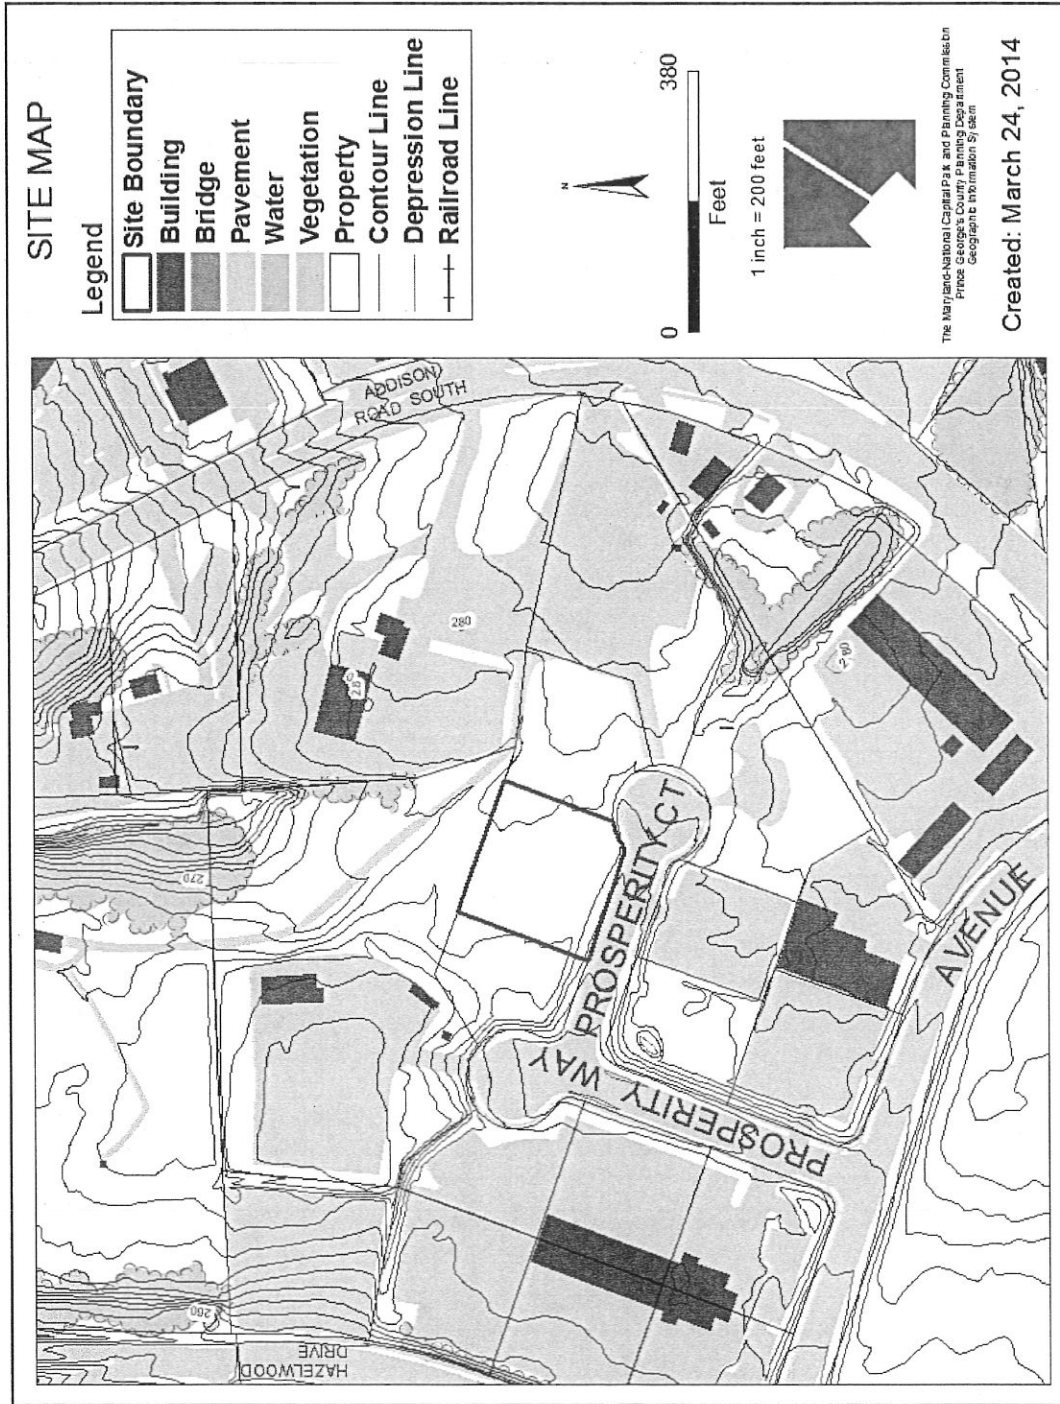 SITE MAP
Legend
Site Boundary
Building
Bridge
Pavement
Water
Vegetation
Property
Contour Line
Depression Line
Railroad Line
N
0
380
Feet
1 inch = 200 feet
The Maryland-National Capital Park and Planning Commission
Prince George's County Planning Department
Geographic Information System
Created: March 24, 2014
ADDISON
ROAD SOUTH
280
280
270
260
PROSPERITY CT
PROSPERITY WAY
AVENUE
HAZELWOOD
DRIVE